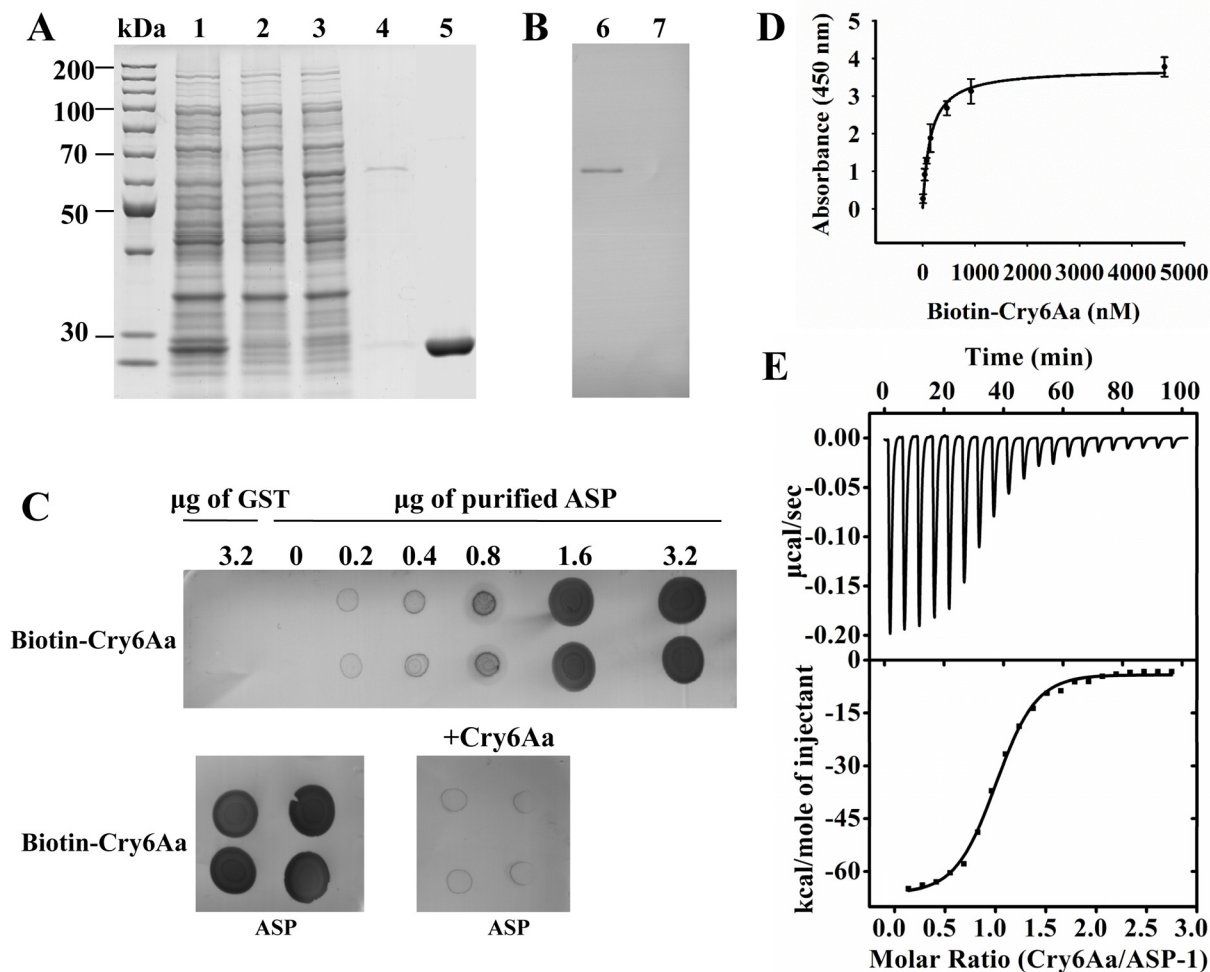 A
kDa 1 2 3 4 5
200
100
70
50
30
B
6 7
C
µg of GST µg of purified ASP
3.2 0 0.2 0.4 0.8 1.6 3.2
Biotin-Cry6Aa
+Cry6Aa
Biotin-Cry6Aa
ASP ASP
D
Absorbance (450 nm)
5
4
3
2
1
0
0 1000 2000 3000 4000 5000
Biotin-Cry6Aa (nM)
E
Time (min)
0 20 40 60 80 100
µcal/sec
0.00
-0.05
-0.10
-0.15
-0.20
kcal/mole of injectant
0
-15
-30
-45
-60
0.0 0.5 1.0 1.5 2.0 2.5 3.0
Molar Ratio (Cry6Aa/ASP-1)